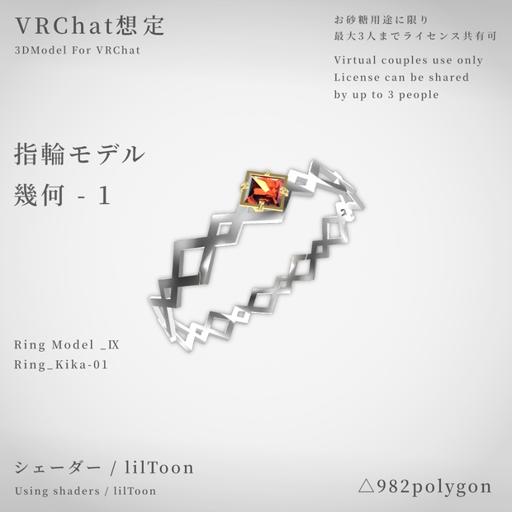 VRChat想定
3DModel For VRChat
お砂糖用途に限り
最大3人までライセンス共有可
Virtual couples use only
License can be shared
by up to 3 people
指輪モデル
幾何 - 1
Ring Model _Ⅸ
Ring_Kika-01
シェーダー / lilToon
Using shaders / lilToon
△982polygon